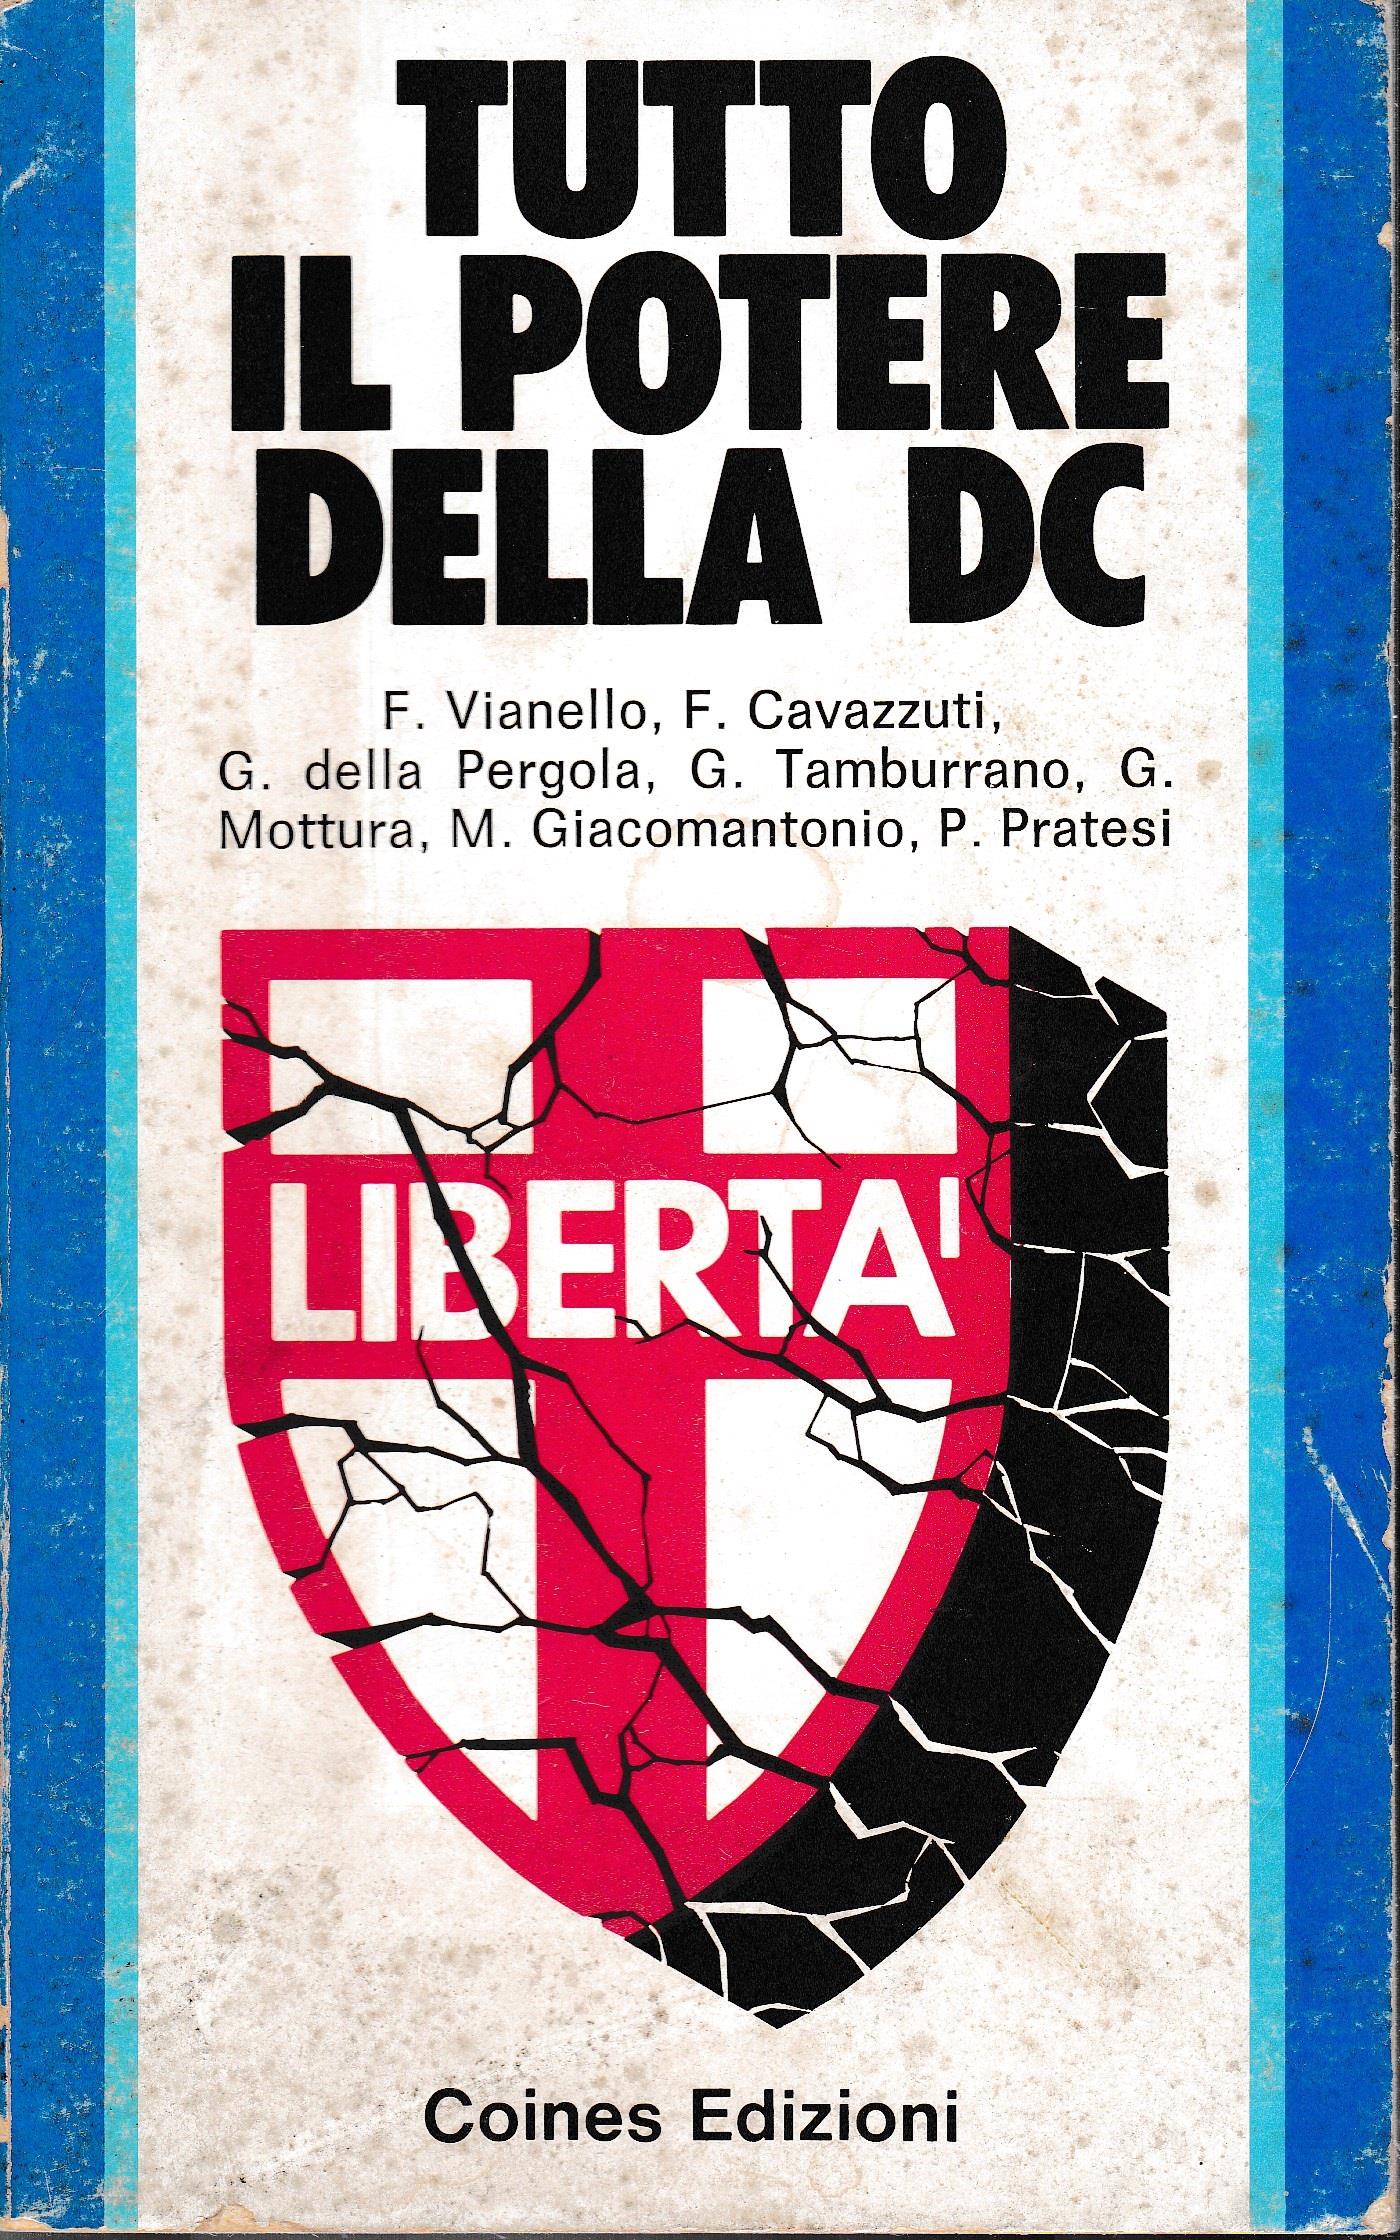 TUTTO
IL POTERE
DELLA DC
F. Vianello, F. Cavazzuti,
G. della Pergola, G. Tamburrano, G.
Mottura, M. Giacomantonio, P. Pratesi
LIBERTA'
Coines Edizioni